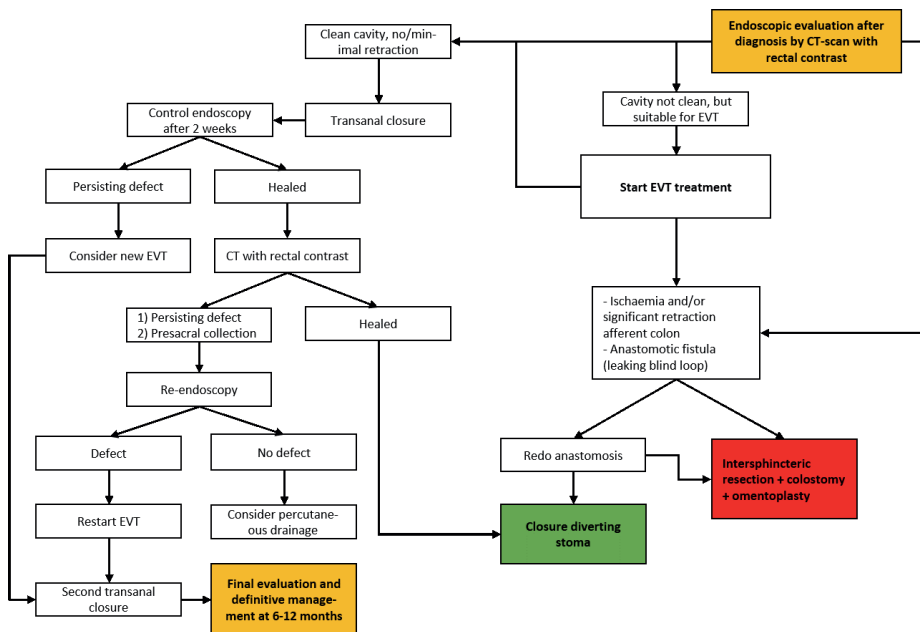 Endoscopic evaluation after
diagnosis by CT-scan with
rectal contrast
Clean cavity, no/min-
imal retraction
Cavity not clean, but
suitable for EVT
Control endoscopy
after 2 weeks
Transanal closure
Persisting defect
Healed
Start EVT treatment
Consider new EVT
CT with rectal contrast
1) Persisting defect
2) Presacral collection
Healed
- Ischaemia and/or
significant retraction
afferent colon
- Anastomotic fistula
(leaking blind loop)
Re-endoscopy
Defect
No defect
Redo anastomosis
Intersphincteric
resection + colostomy
+ omentoplasty
Restart EVT
Consider percutane-
ous drainage
Closure diverting
stoma
Second transanal
closure
Final evaluation and
definitive manage-
ment at 6-12 months